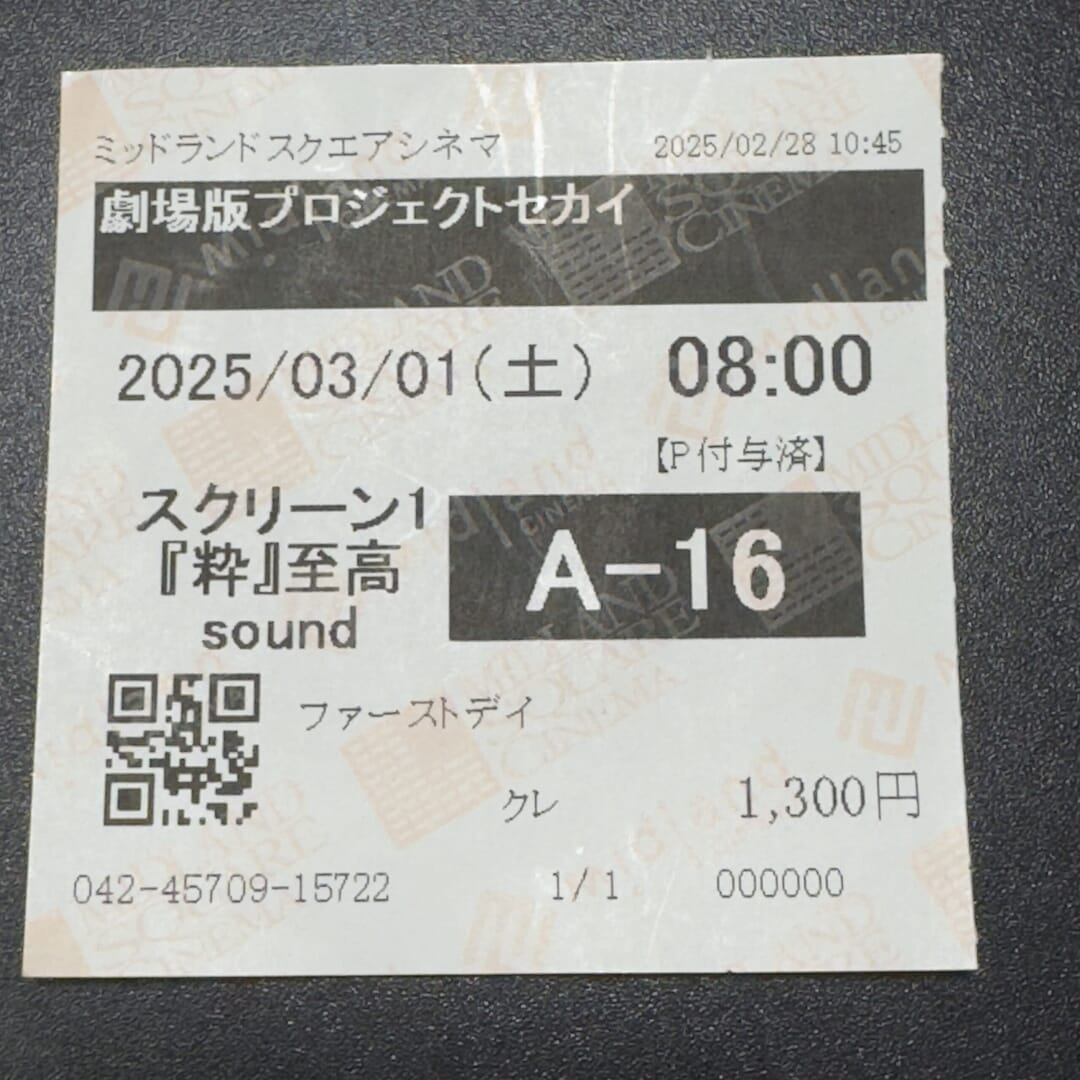 ミッドランドスクエアシネマ 2025/02/28 10:45
劇場版プロジェクトセカイ
2025/03/01(土) 08:00
【P付与済】
スクリーン1
『粋』至高
sound
A-16
ファーストデイ
クレ 1,300円
042-45709-15722 1/1 000000